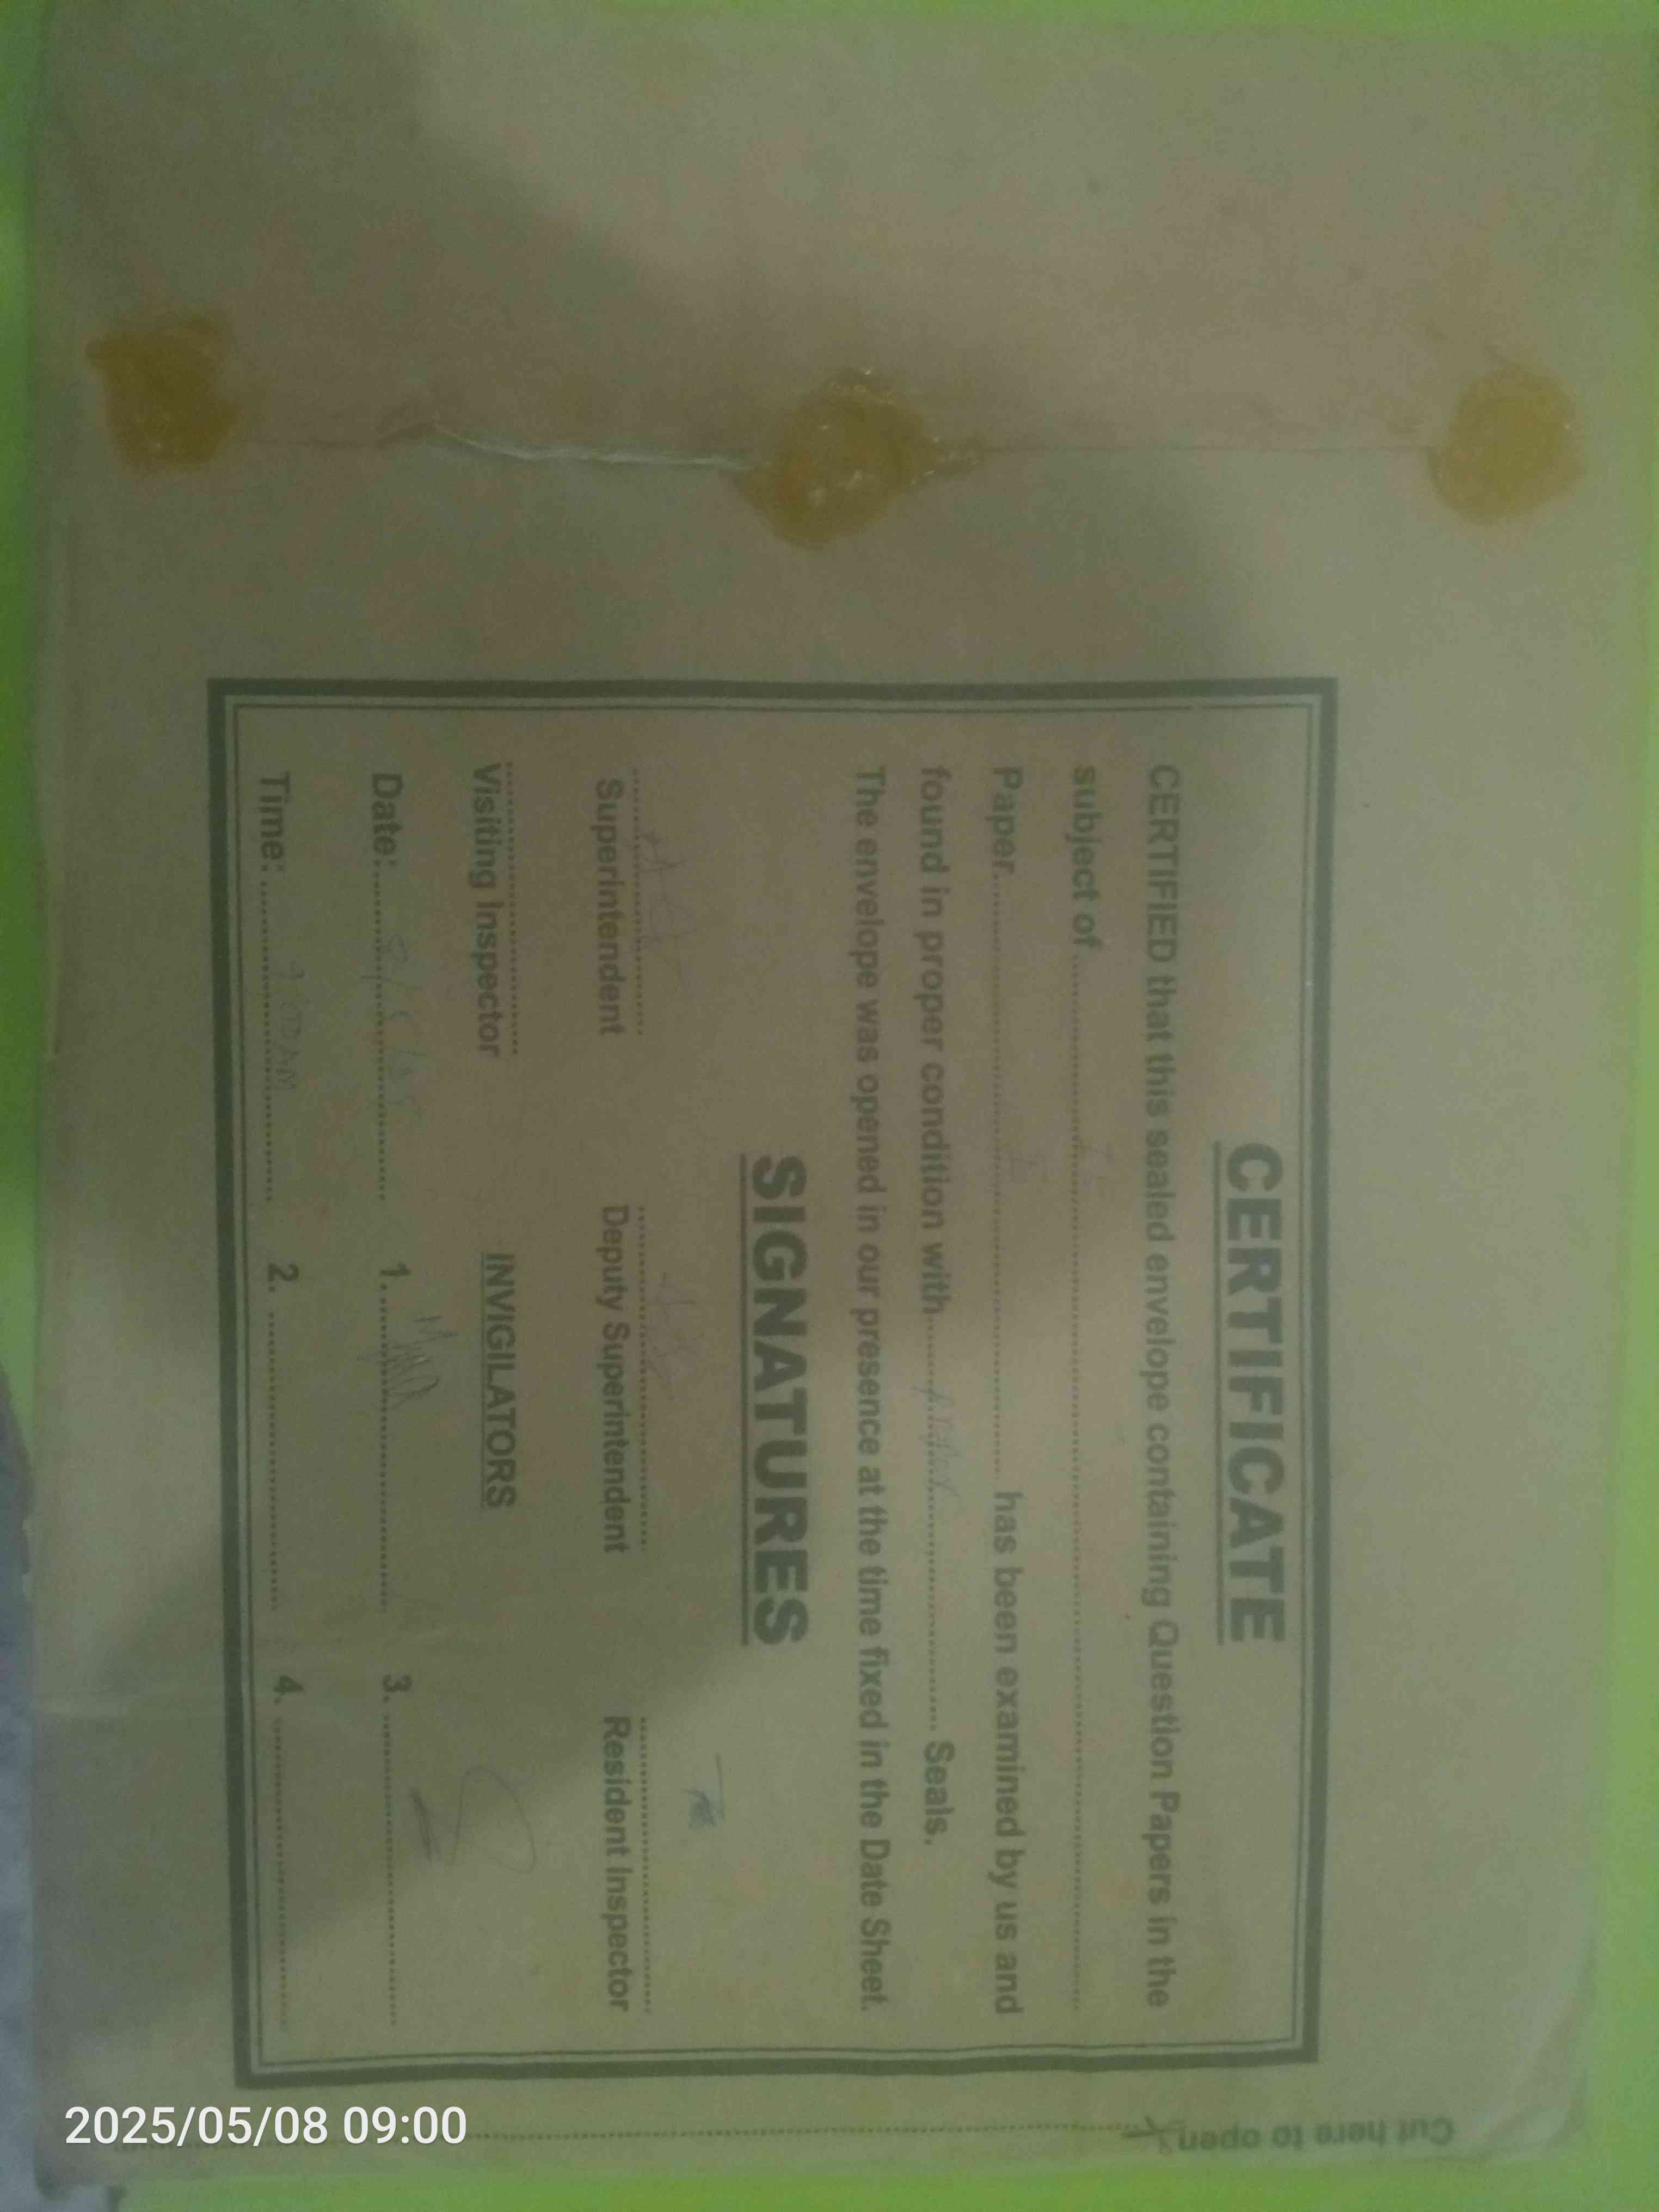 CERTIFICATE
CERTIFIED that this sealed envelope containing Question Papers in the
subject of
Paper has been examined by us and
found in proper condition with Seals.
The envelope was opened in our presence at the time fixed in the Date Sheet.
SIGNATURES
Superintendent Deputy Superintendent Resident Inspector
Visiting Inspector INVIGILATORS
Date: 1. 3.
Time: 2. 4.
Cut here to open
2025/05/08 09:00